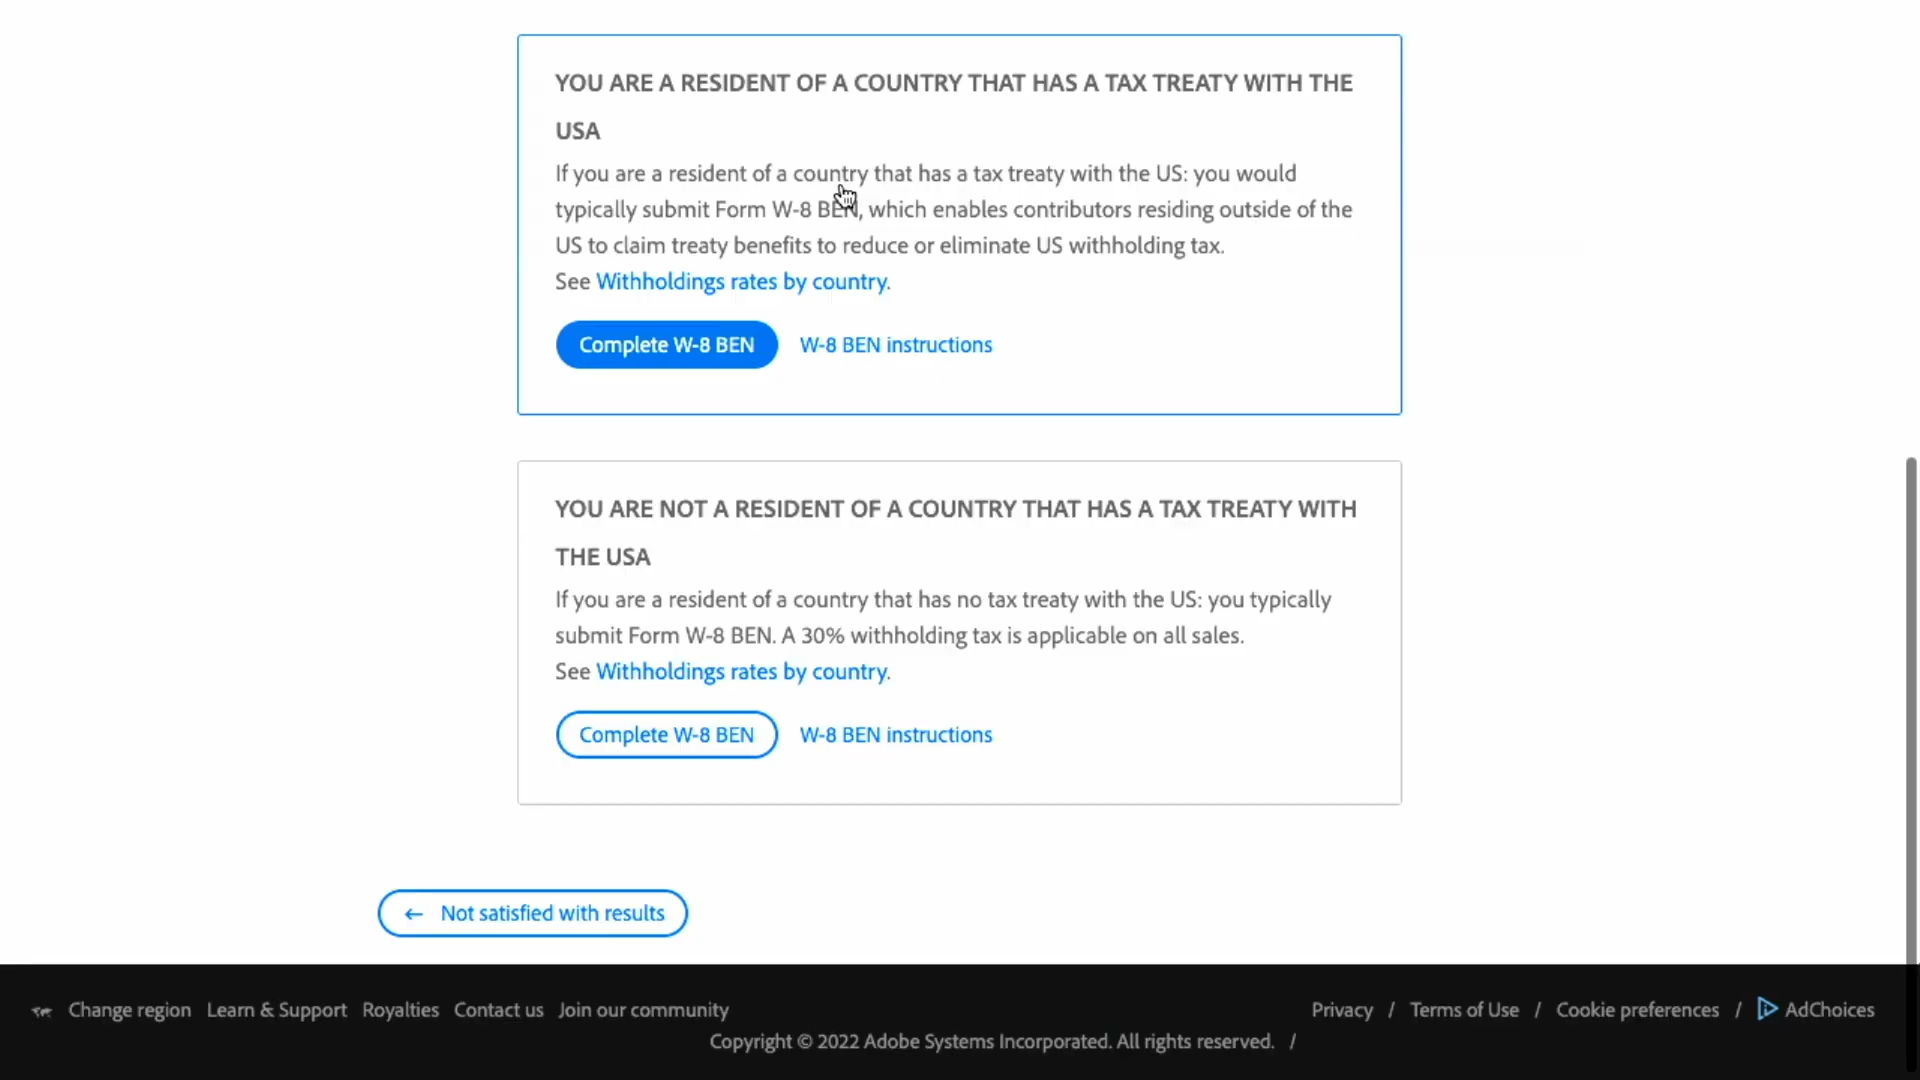 YOU ARE A RESIDENT OF A COUNTRY THAT HAS A TAX TREATY WITH THE
USA
If you are a resident of a country that has a tax treaty with the US: you would
typically submit Form W-8 BEN, which enables contributors residing outside of the
US to claim treaty benefits to reduce or eliminate US withholding tax.
See Withholdings rates by country.
Complete W-8 BEN W-8 BEN instructions
YOU ARE NOT A RESIDENT OF A COUNTRY THAT HAS A TAX TREATY WITH
THE USA
If you are a resident of a country that has no tax treaty with the US: you typically
submit Form W-8 BEN. A 30% withholding tax is applicable on all sales.
See Withholdings rates by country.
Complete W-8 BEN W-8 BEN instructions
← Not satisfied with results
Change region Learn & Support Royalties Contact us Join our community Privacy / Terms of Use / Cookie preferences / AdChoices
Copyright © 2022 Adobe Systems Incorporated. All rights reserved. /